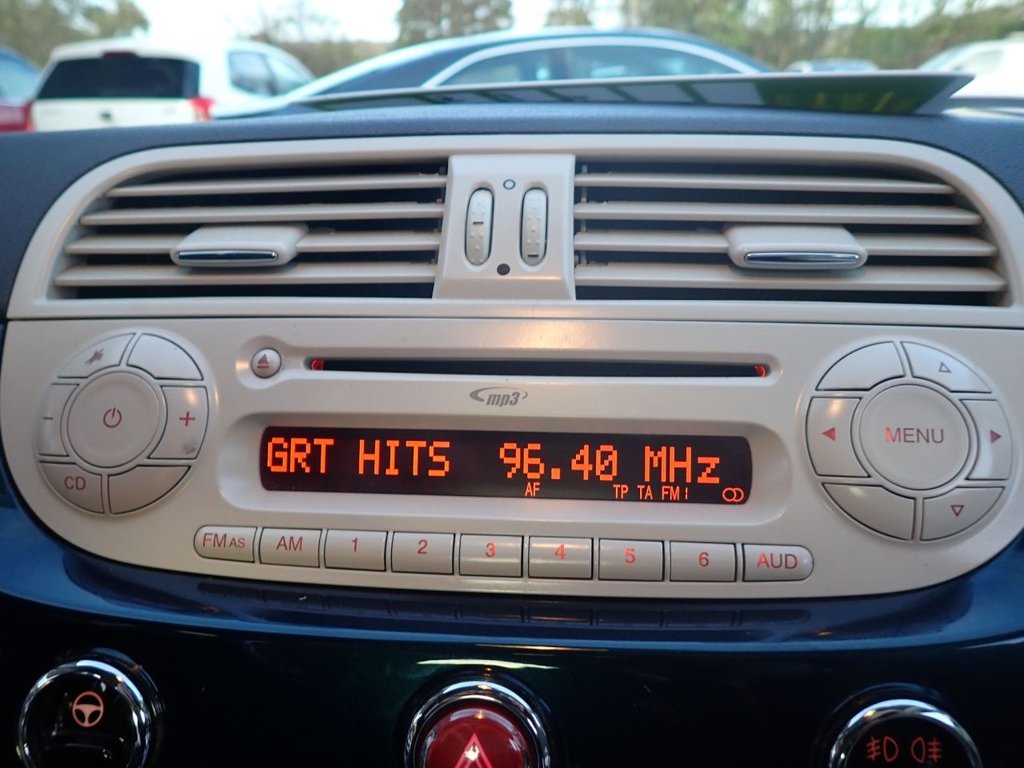 mp3
GRT HITS 96.40 MHz
AF TP TA FM1
CD
MENU
FM AS AM 1 2 3 4 5 6 AUD